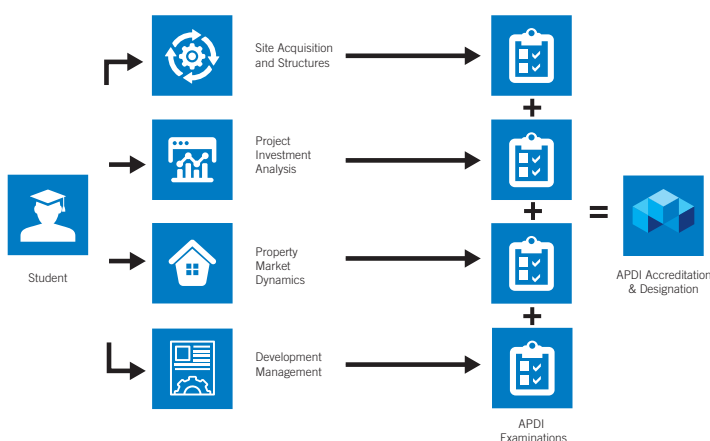 Site Acquisition
and Structures
Project
Investment
Analysis
Student
Property
Market
Dynamics
Development
Management
+
+
+
=
APDI Accreditation
& Designation
APDI
Examinations